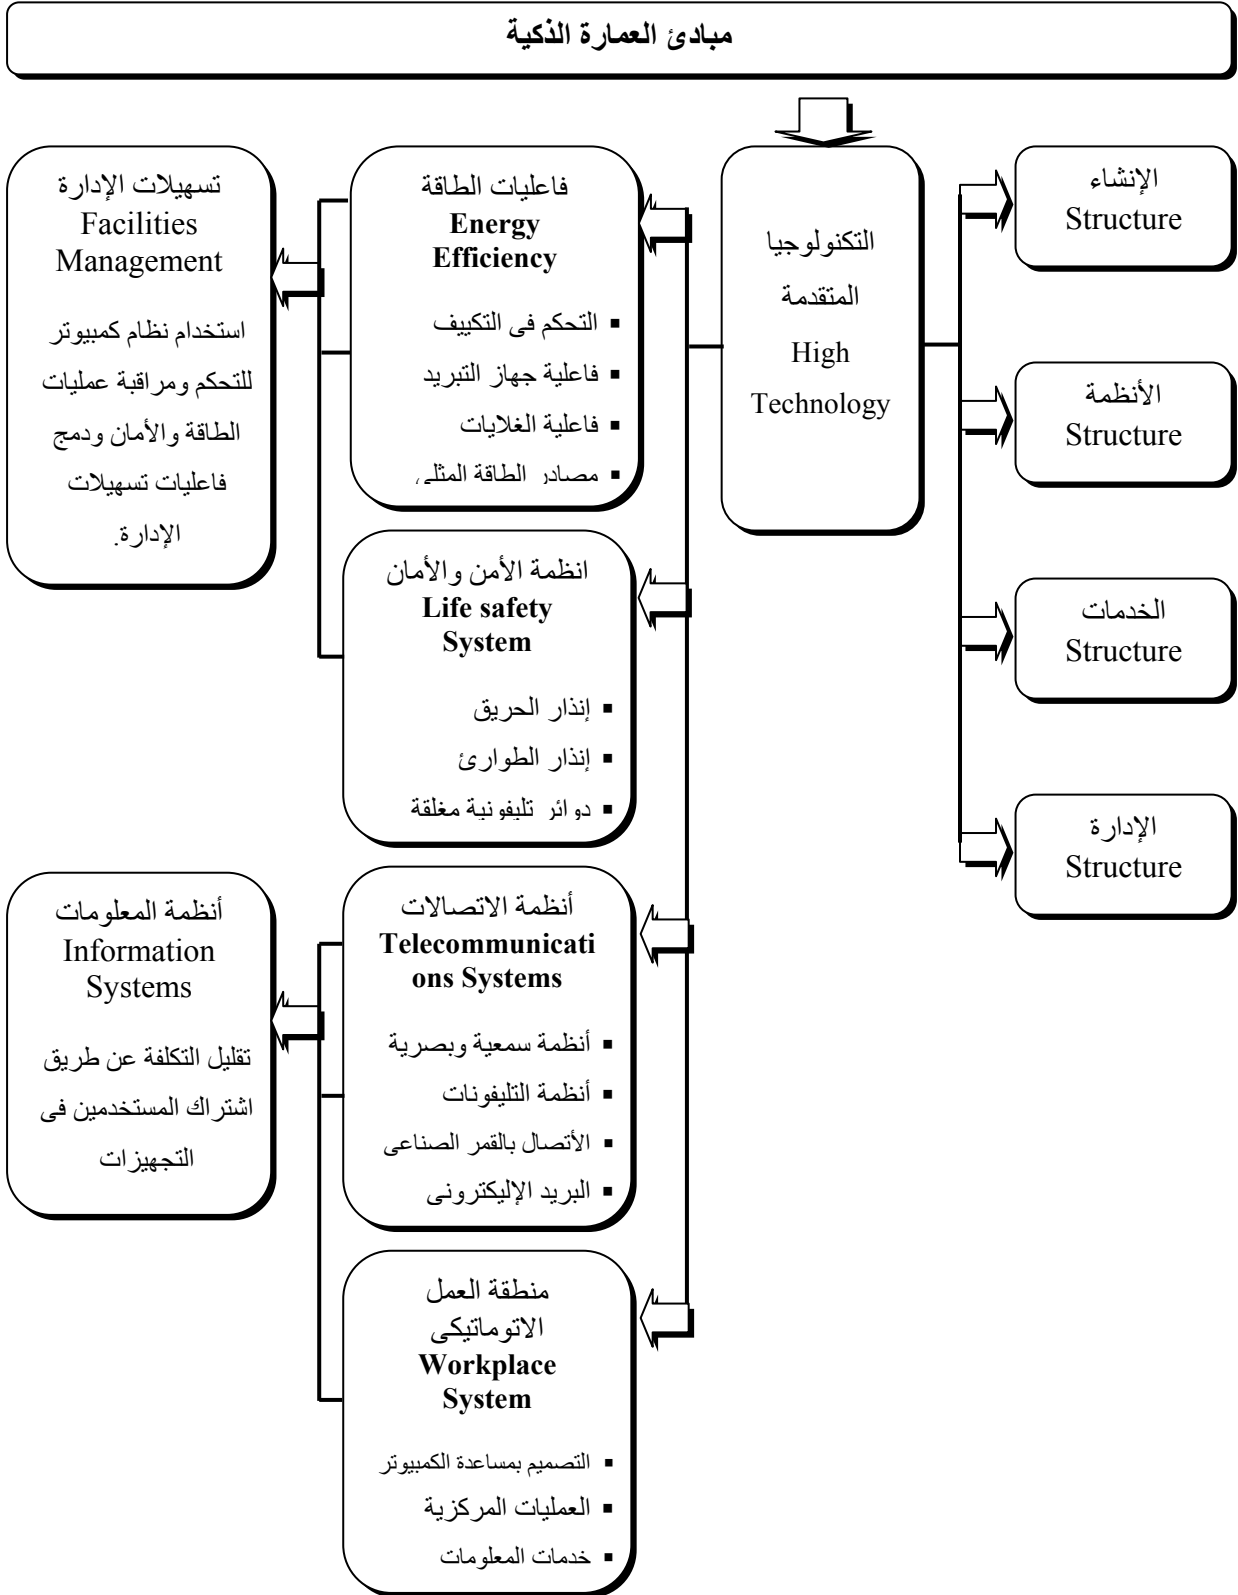 مبادئ العمارة الذكية
الإنشاء
Structure
الأنظمة
Structure
الخدمات
Structure
الإدارة
Structure
التكنولوجيا
المتقدمة
High
Technology
فاعليات الطاقة
Energy
Efficiency
▪ التحكم فى التكييف
▪ فاعلية جهاز التبريد
▪ فاعلية الغلايات
▪ مصادر الطاقة المثلى
انظمة الأمن والأمان
Life safety
System
▪ إنذار الحريق
▪ إنذار الطوارئ
▪ دوائر تليفونية مغلقة
أنظمة الاتصالات
Telecommunicati
ons Systems
▪ أنظمة سمعية وبصرية
▪ أنظمة التليفونات
▪ الأتصال بالقمر الصناعى
▪ البريد الإليكترونى
منطقة العمل
الاتوماتيكى
Workplace
System
▪ التصميم بمساعدة الكمبيوتر
▪ العمليات المركزية
▪ خدمات المعلومات
تسهيلات الإدارة
Facilities
Management
استخدام نظام كمبيوتر
للتحكم ومراقبة عمليات
الطاقة والأمان ودمج
فاعليات تسهيلات
الإدارة.
أنظمة المعلومات
Information
Systems
تقليل التكلفة عن طريق
اشتراك المستخدمين فى
التجهيزات